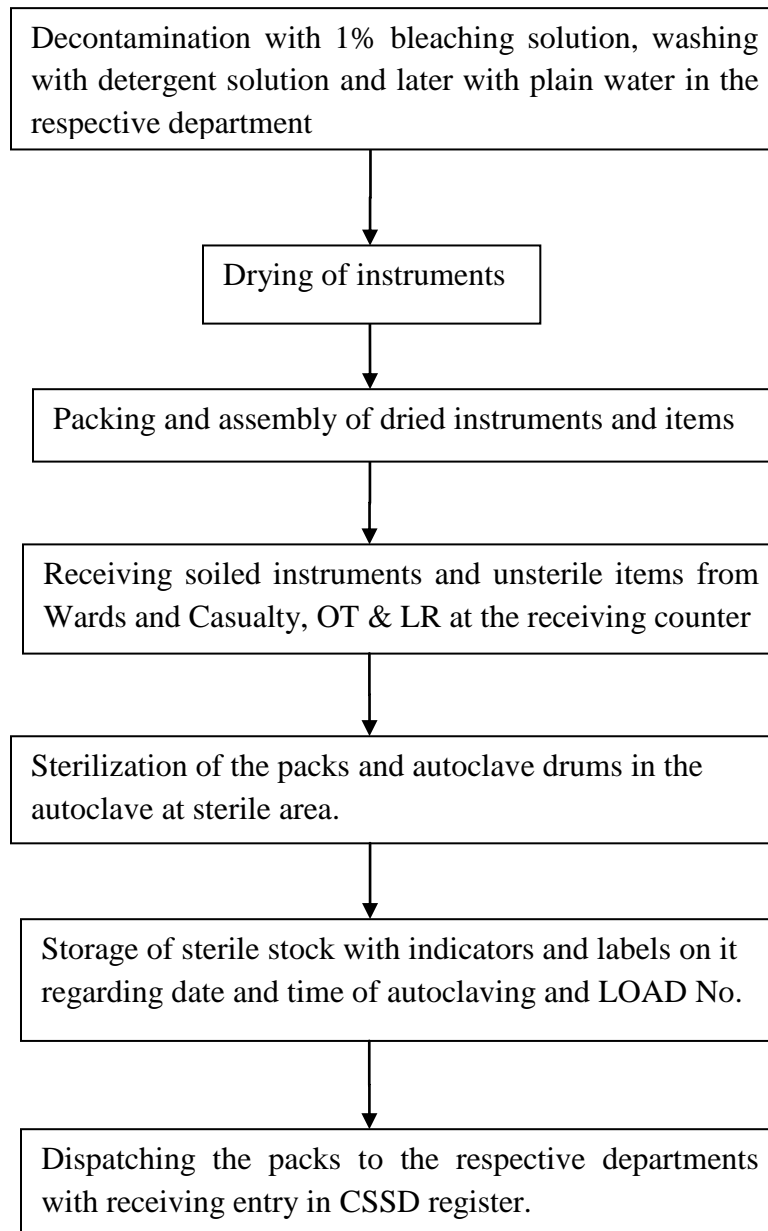 Decontamination with 1% bleaching solution, washing
with detergent solution and later with plain water in the
respective department
Drying of instruments
Packing and assembly of dried instruments and items
Receiving soiled instruments and unsterile items from
Wards and Casualty, OT & LR at the receiving counter
Sterilization of the packs and autoclave drums in the
autoclave at sterile area.
Storage of sterile stock with indicators and labels on it
regarding date and time of autoclaving and LOAD No.
Dispatching the packs to the respective departments
with receiving entry in CSSD register.